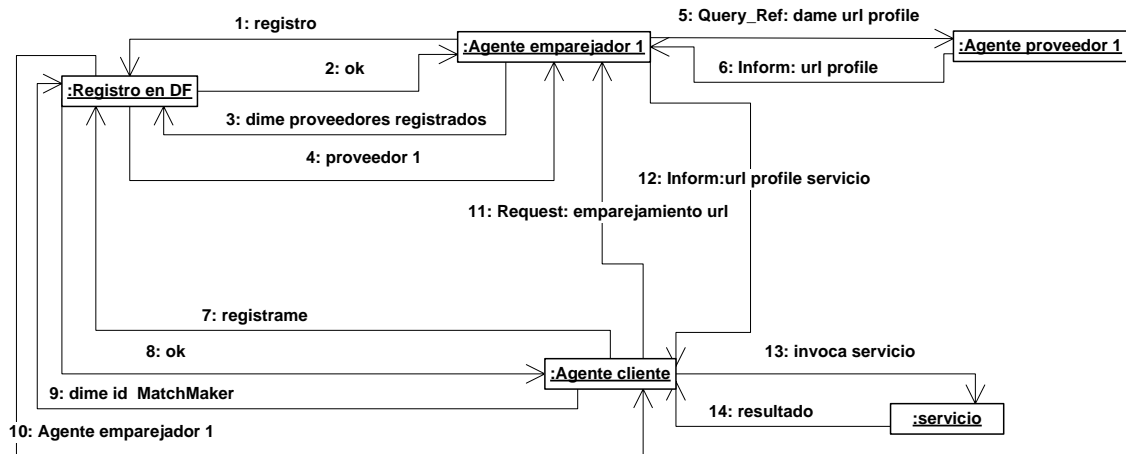 1: registro
5: Query_Ref: dame url profile
:Agente emparejador 1
:Agente proveedor 1
2: ok
6: Inform: url profile
:Registro en DF
3: dime proveedores registrados
4: proveedor 1
12: Inform:url profile servicio
11: Request: emparejamiento url
7: registrame
8: ok
13: invoca servicio
:Agente cliente
9: dime id  MatchMaker
14: resultado
:servicio
10: Agente emparejador 1